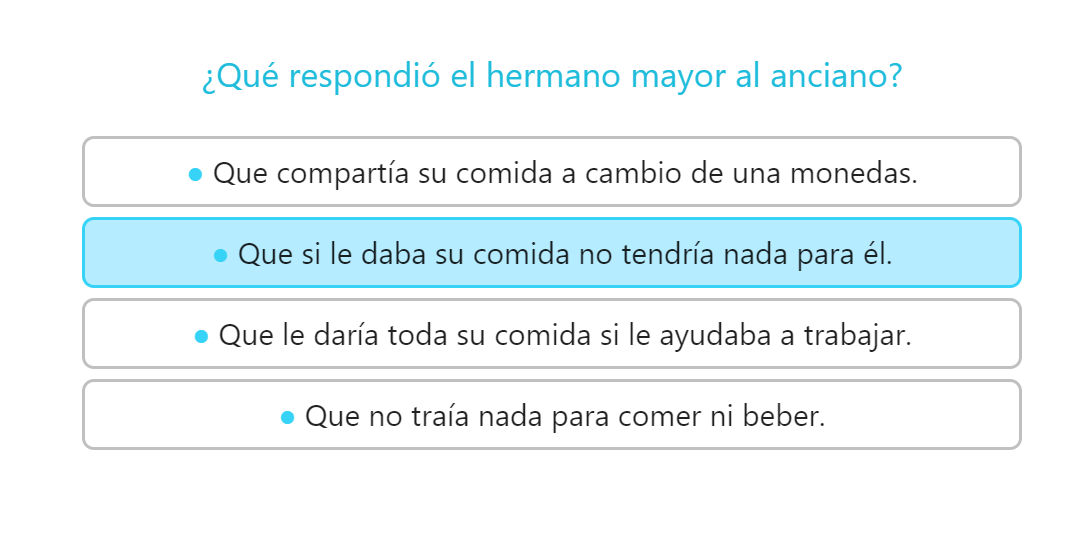 ¿Qué respondió el hermano mayor al anciano?
• Que compartía su comida a cambio de una monedas.
• Que si le daba su comida no tendría nada para él.
• Que le daría toda su comida si le ayudaba a trabajar.
• Que no traía nada para comer ni beber.